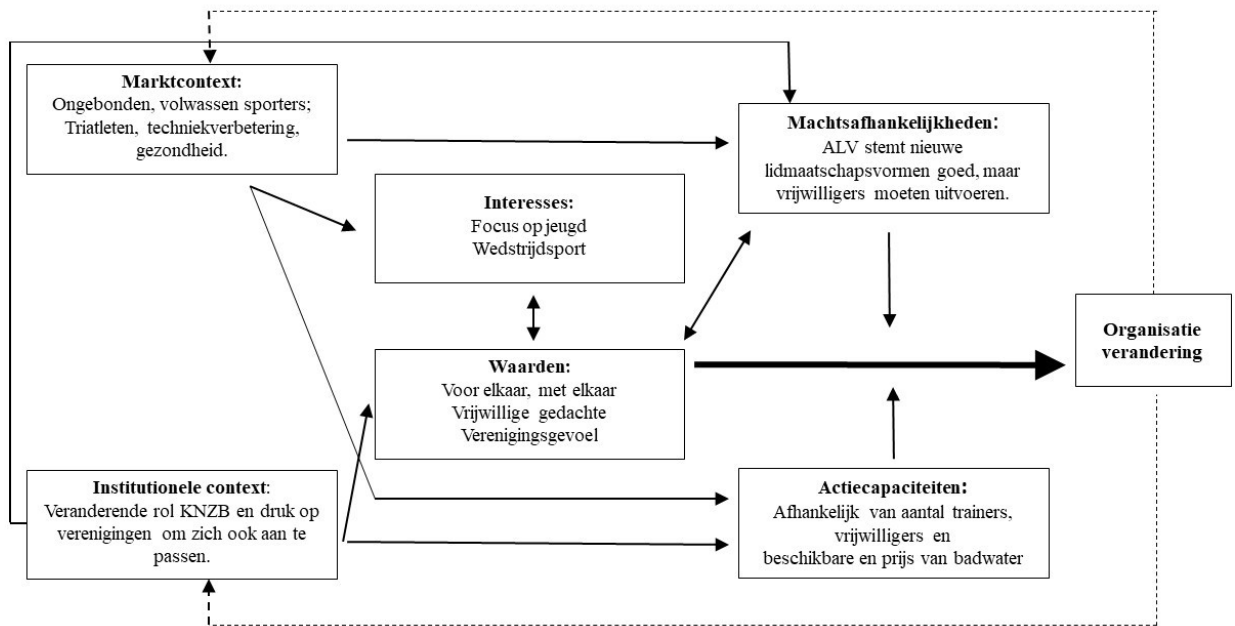 Marktcontext:
Ongebonden, volwassen sporters;
Triatleten, techniekverbetering,
gezondheid.
Machtsafhankelijkheden:
ALV stemt nieuwe
lidmaatschapsvormen goed, maar
vrijwilligers moeten uitvoeren.
Interesses:
Focus op jeugd
Wedstrijdsport
Organisatie
verandering
Waarden:
Voor elkaar, met elkaar
Vrijwillige gedachte
Verenigingsgevoel
Institutionele context:
Veranderende rol KNZB en druk op
verenigingen om zich ook aan te
passen.
Actiecapaciteiten:
Afhankelijk van aantal trainers,
vrijwilligers en
beschikbare en prijs van badwater